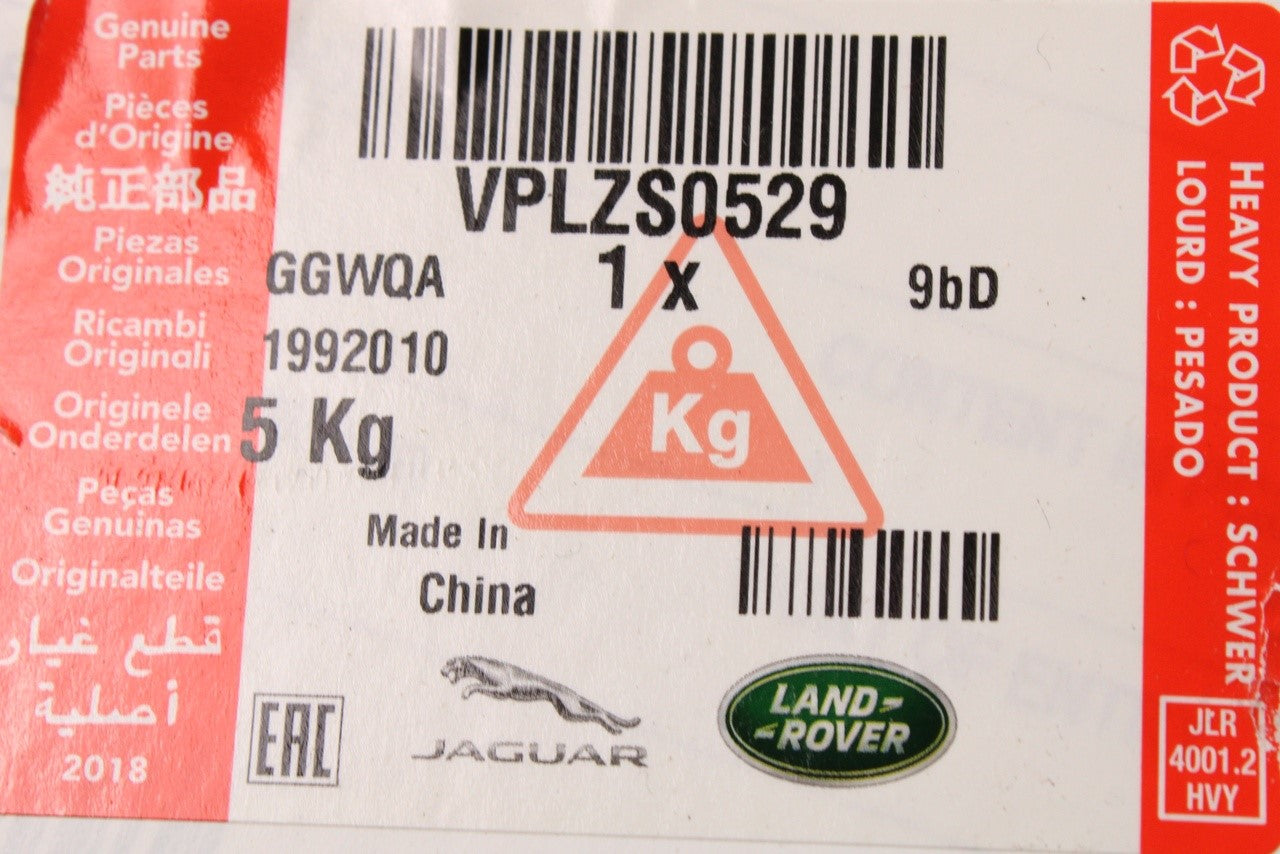 Genuine
Parts
Pièces
d'Origine
純正部品
Piezas
Originales
Ricambi
Originali
Originele
Onderdelen
Peças
Genuinas
Originalteile
قطع غيار
أصلية
2018
VPLZS0529
GGWQA
1 x
9bD
1992010
5 Kg
Kg
Made In
China
EAC
JAGUAR
LAND-
-ROVER
HEAVY PRODUCT : SCHWER
LOURD : PESADO
A
A
A
JLR
4001.2
HVY